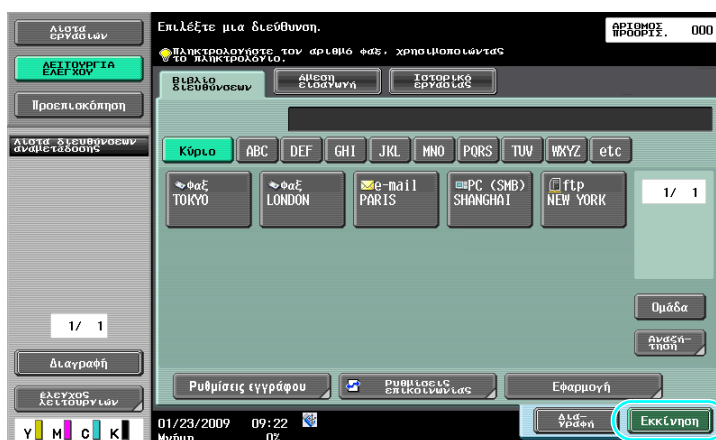 Λίστα
εργασιών
ΛΕΙΤΟΥΡΓΙΑ
ΕΛΕΓΧΟΥ
Προεπισκόπηση
Λίστα διευθύνσεων
αναμετάδοσης
1/ 1
Διαγραφή
έλεγχος
λειτουργιών
Y M C K
Επιλέξτε μια διεύθυνση.
ΑΡΙΘΜΟΣ
ΠΡΟΟΡΙΣ. 000
Πληκτρολογήστε τον αριθμό φαξ, χρησιμοποιώντας
το πληκτρολόγιο.
Βιβλίο
διευθύνσεων
άμεση
εισαγωγή
Ιστορικό
εργασίας
Κύριο ABC DEF GHI JKL MNO PQRS TUV WXYZ etc
φαξ
TOKYO
φαξ
LONDON
e-mail
PARIS
PC (SMB)
SHANGHAI
ftp
NEW YORK
1/ 1
Ομάδα
Αναζή-
τηση
Ρυθμίσεις εγγράφου
Ρυθμίσεις
επικοινωνίας
Εφαρμογή
01/23/2009 09:22
Μνήμη 0%
Δια-
γραφή
Εκκίνηση